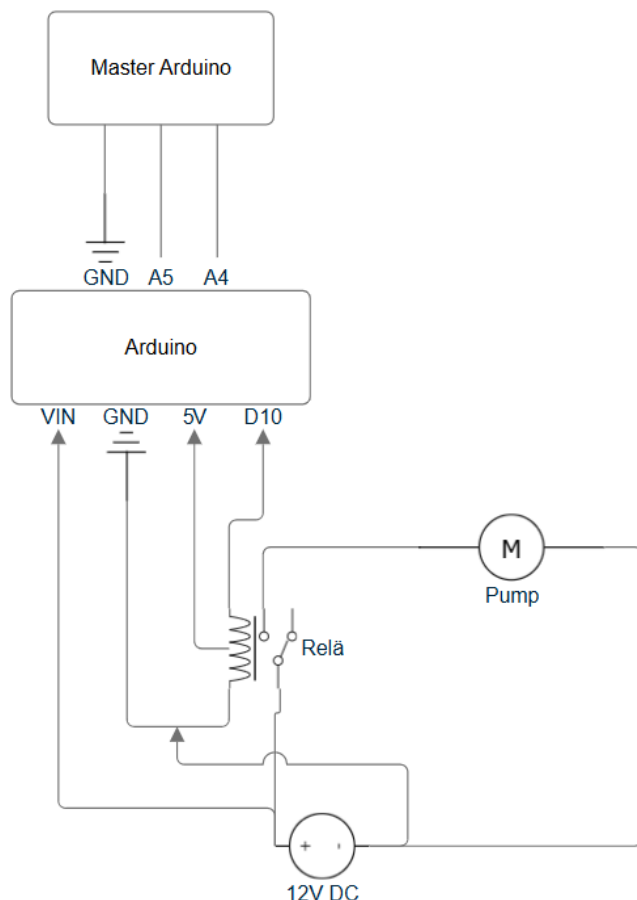 Master Arduino
GND A5 A4
Arduino
VIN GND 5V D10
M
Pump
Relä
+ -
12V DC